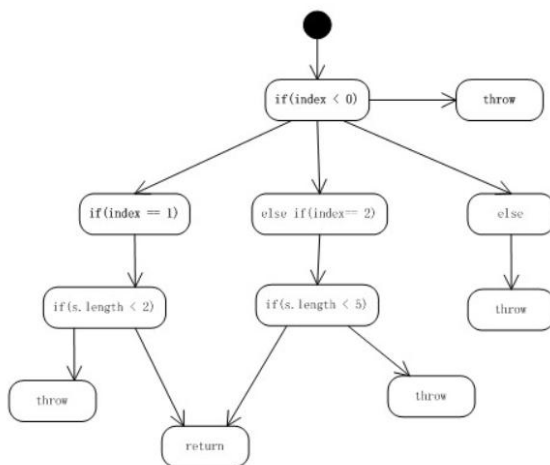 if(index < 0)
throw
if(index == 1)
else if(index== 2)
else
if(s.length < 2)
if(s.length < 5)
throw
throw
throw
return